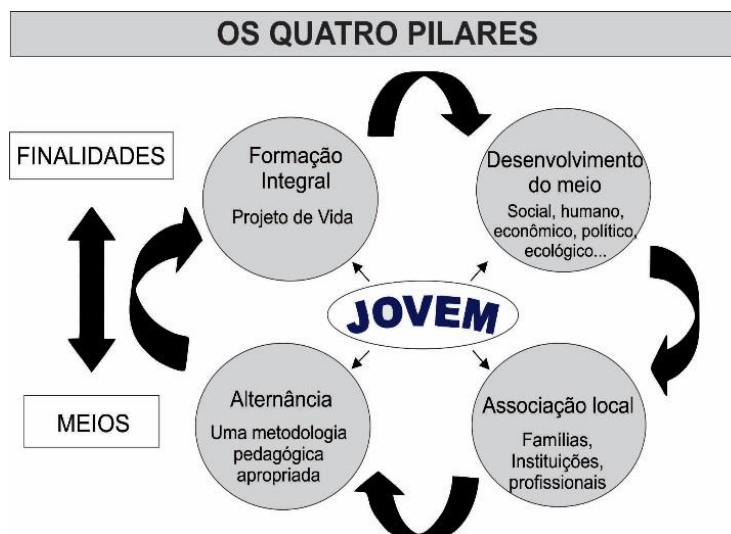 OS QUATRO PILARES
FINALIDADES
Formação
Integral
Projeto de Vida
Desenvolvimento
do meio
Social, humano,
econômico, político,
ecológico...
JOVEM
MEIOS
Alternância
Uma metodologia
pedagógica
apropriada
Associação local
Famílias,
Instituições,
profissionais